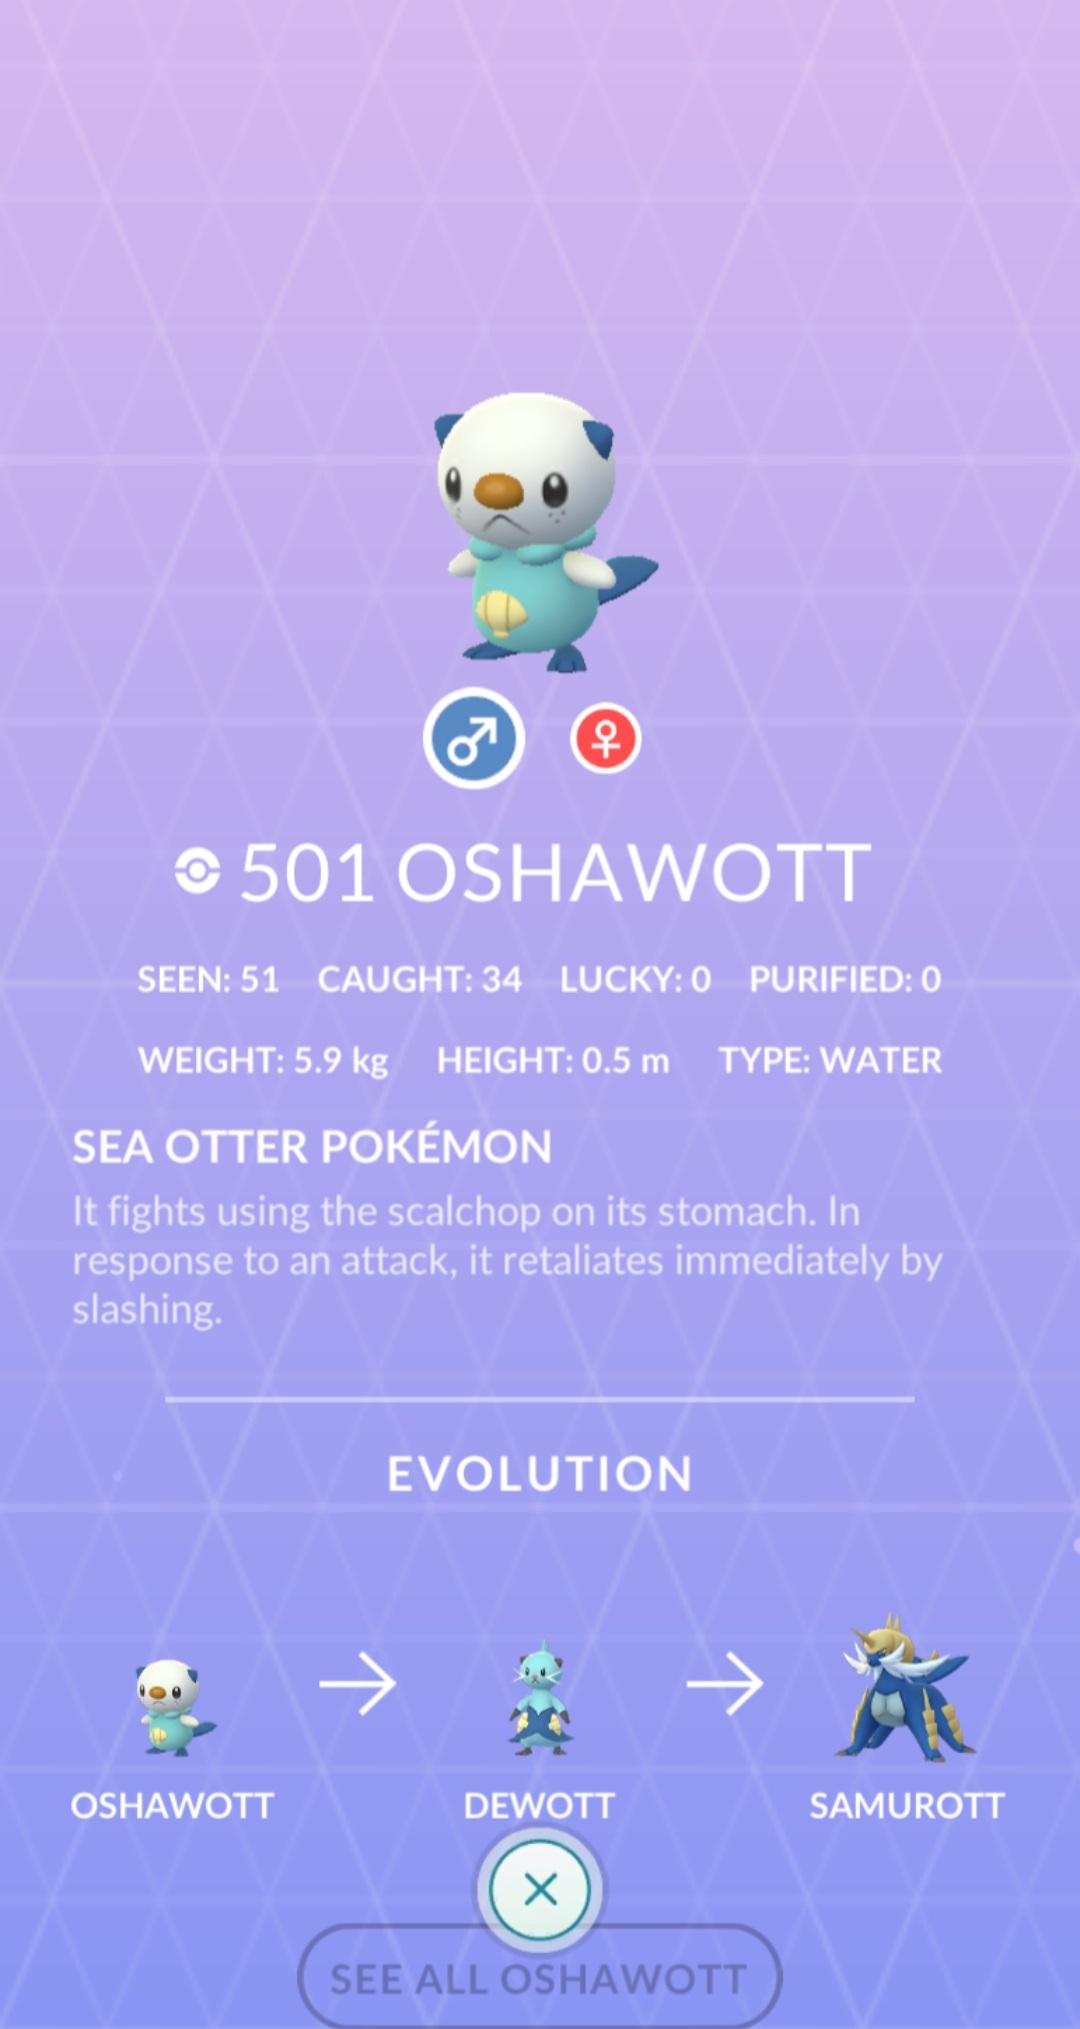 501 OSHAWOTT
SEEN: 51 CAUGHT: 34 LUCKY: 0 PURIFIED: 0
WEIGHT: 5.9 kg HEIGHT: 0.5 m TYPE: WATER
SEA OTTER POKÉMON
It fights using the scalchop on its stomach. In
response to an attack, it retaliates immediately by
slashing.
EVOLUTION
OSHAWOTT DEWOTT SAMUROTT
SEE ALL OSHAWOTT